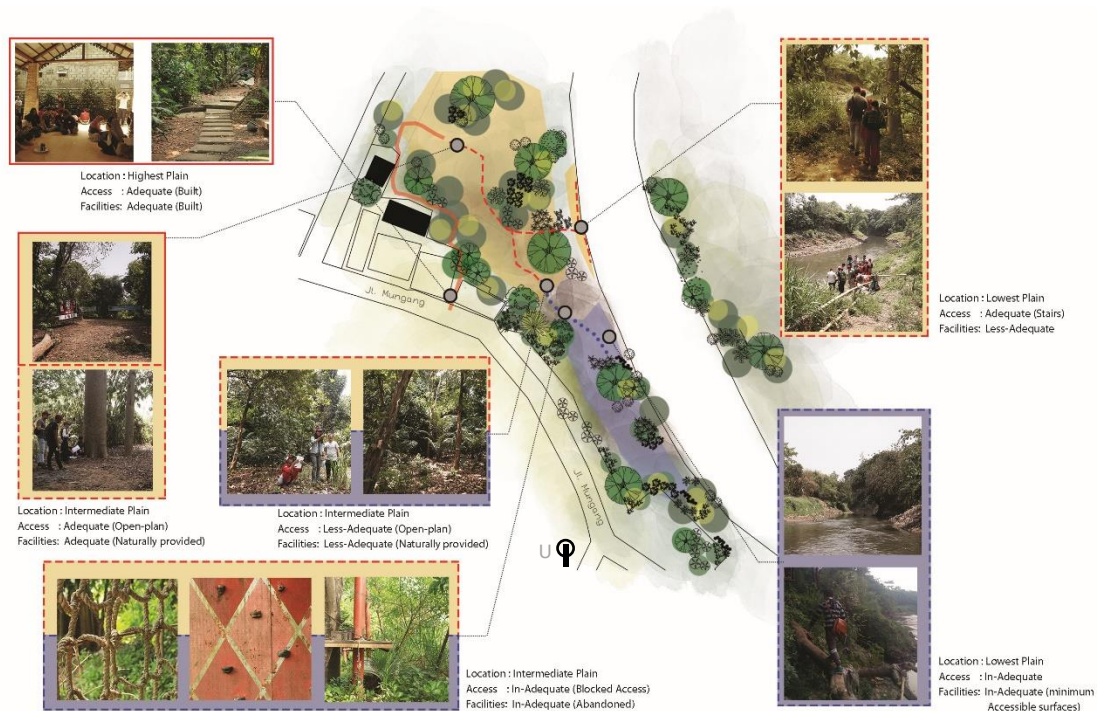 Location : Highest Plain
Access : Adequate (Built)
Facilities: Adequate (Built)
Location : Intermediate Plain
Access : Adequate (Open-plan)
Facilities: Adequate (Naturally provided)
Location : Intermediate Plain
Access : Less-Adequate (Open-plan)
Facilities: Less-Adequate (Naturally provided)
Location : Intermediate Plain
Access : In-Adequate (Blocked Access)
Facilities: In-Adequate (Abandoned)
Jl. Mungang
Jl. Mungang
U
Location : Lowest Plain
Access : Adequate (Stairs)
Facilities: Less-Adequate
Location : Lowest Plain
Access : In-Adequate
Facilities: In-Adequate (minimum
Accessible surfaces)